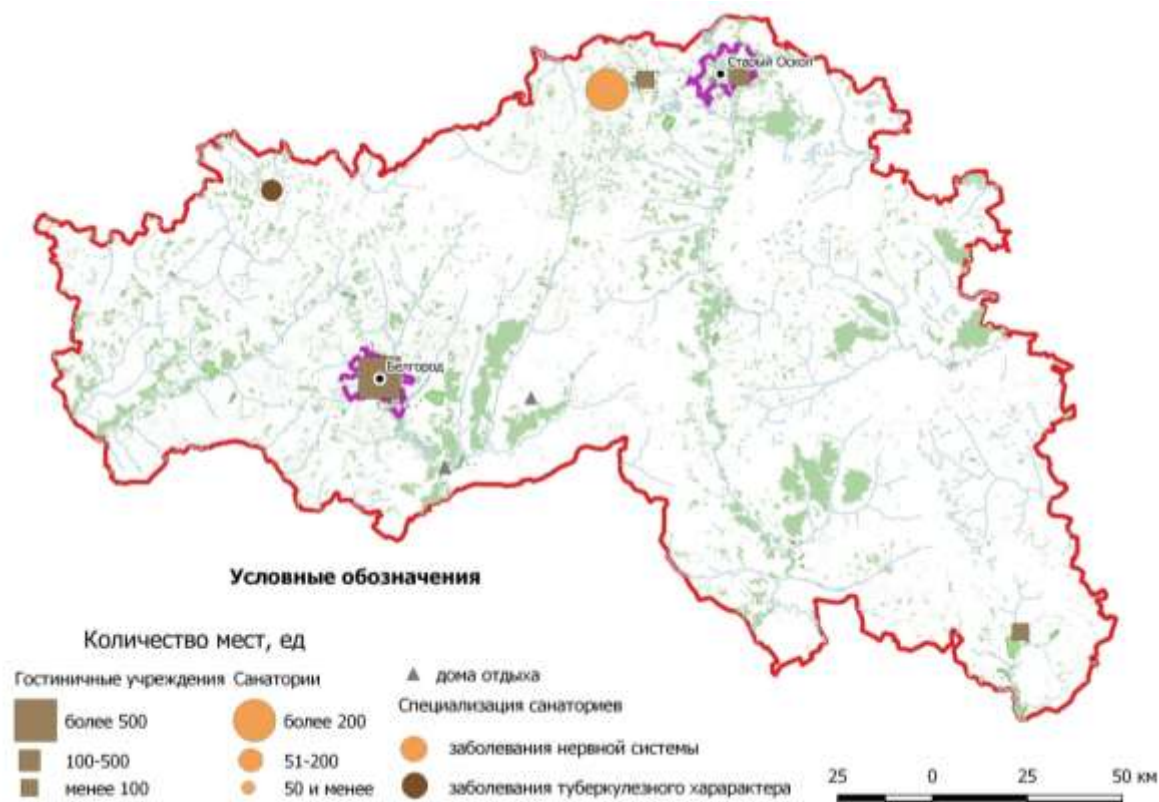 Старый Оскол
Белгород
Условные обозначения
Количество мест, ед
Гостиничные учреждения
более 500
100-500
менее 100
Санатории
более 200
51-200
50 и менее
дома отдыха
Специализация санаториев
заболевания нервной системы
заболевания туберкулезного харарактера
25 0 25 50 км